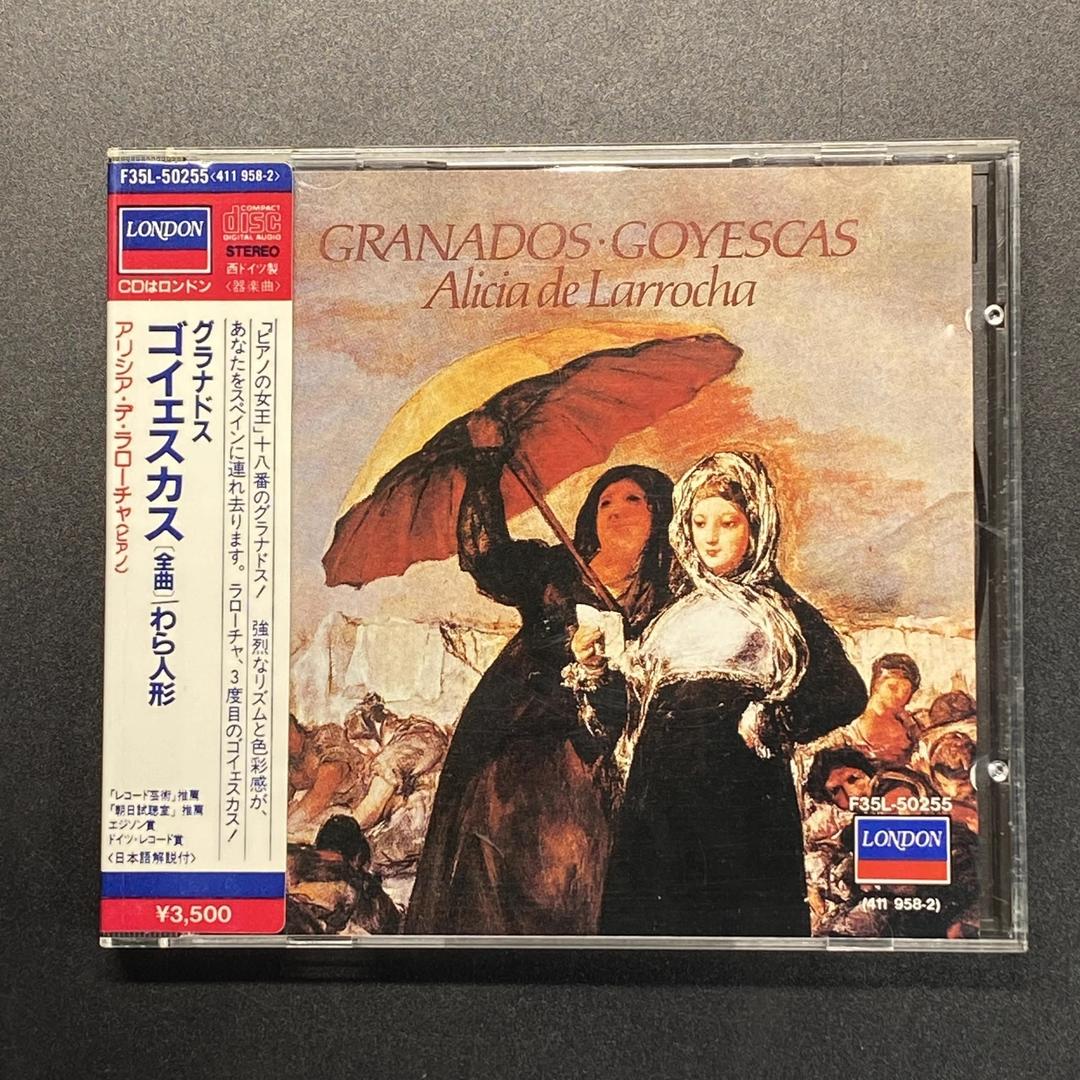 F35L-50255〈411 958-2〉
LONDON
COMPACT
disc
DIGITAL AUDIO
STEREO
西ドイツ製
〈器楽曲〉
CDはロンドン
「ピアノの女王」十八番のグラナドス! 強烈なリズムと色彩感が、
あなたをスペインに連れ去ります。ラローチャ、3度目のゴイェスカス!
グラナドス
ゴイェスカス〔全曲〕/わら人形
アリシア・デ・ラローチャ〈ピアノ〉
「レコード芸術」推薦
「朝日試聴室」推薦
エジソン賞
ドイツ・レコード賞
〈日本語解説付〉
¥3,500
GRANADOS·GOYESCAS
Alicia de Larrocha
F35L-50255
LONDON
(411 958-2)